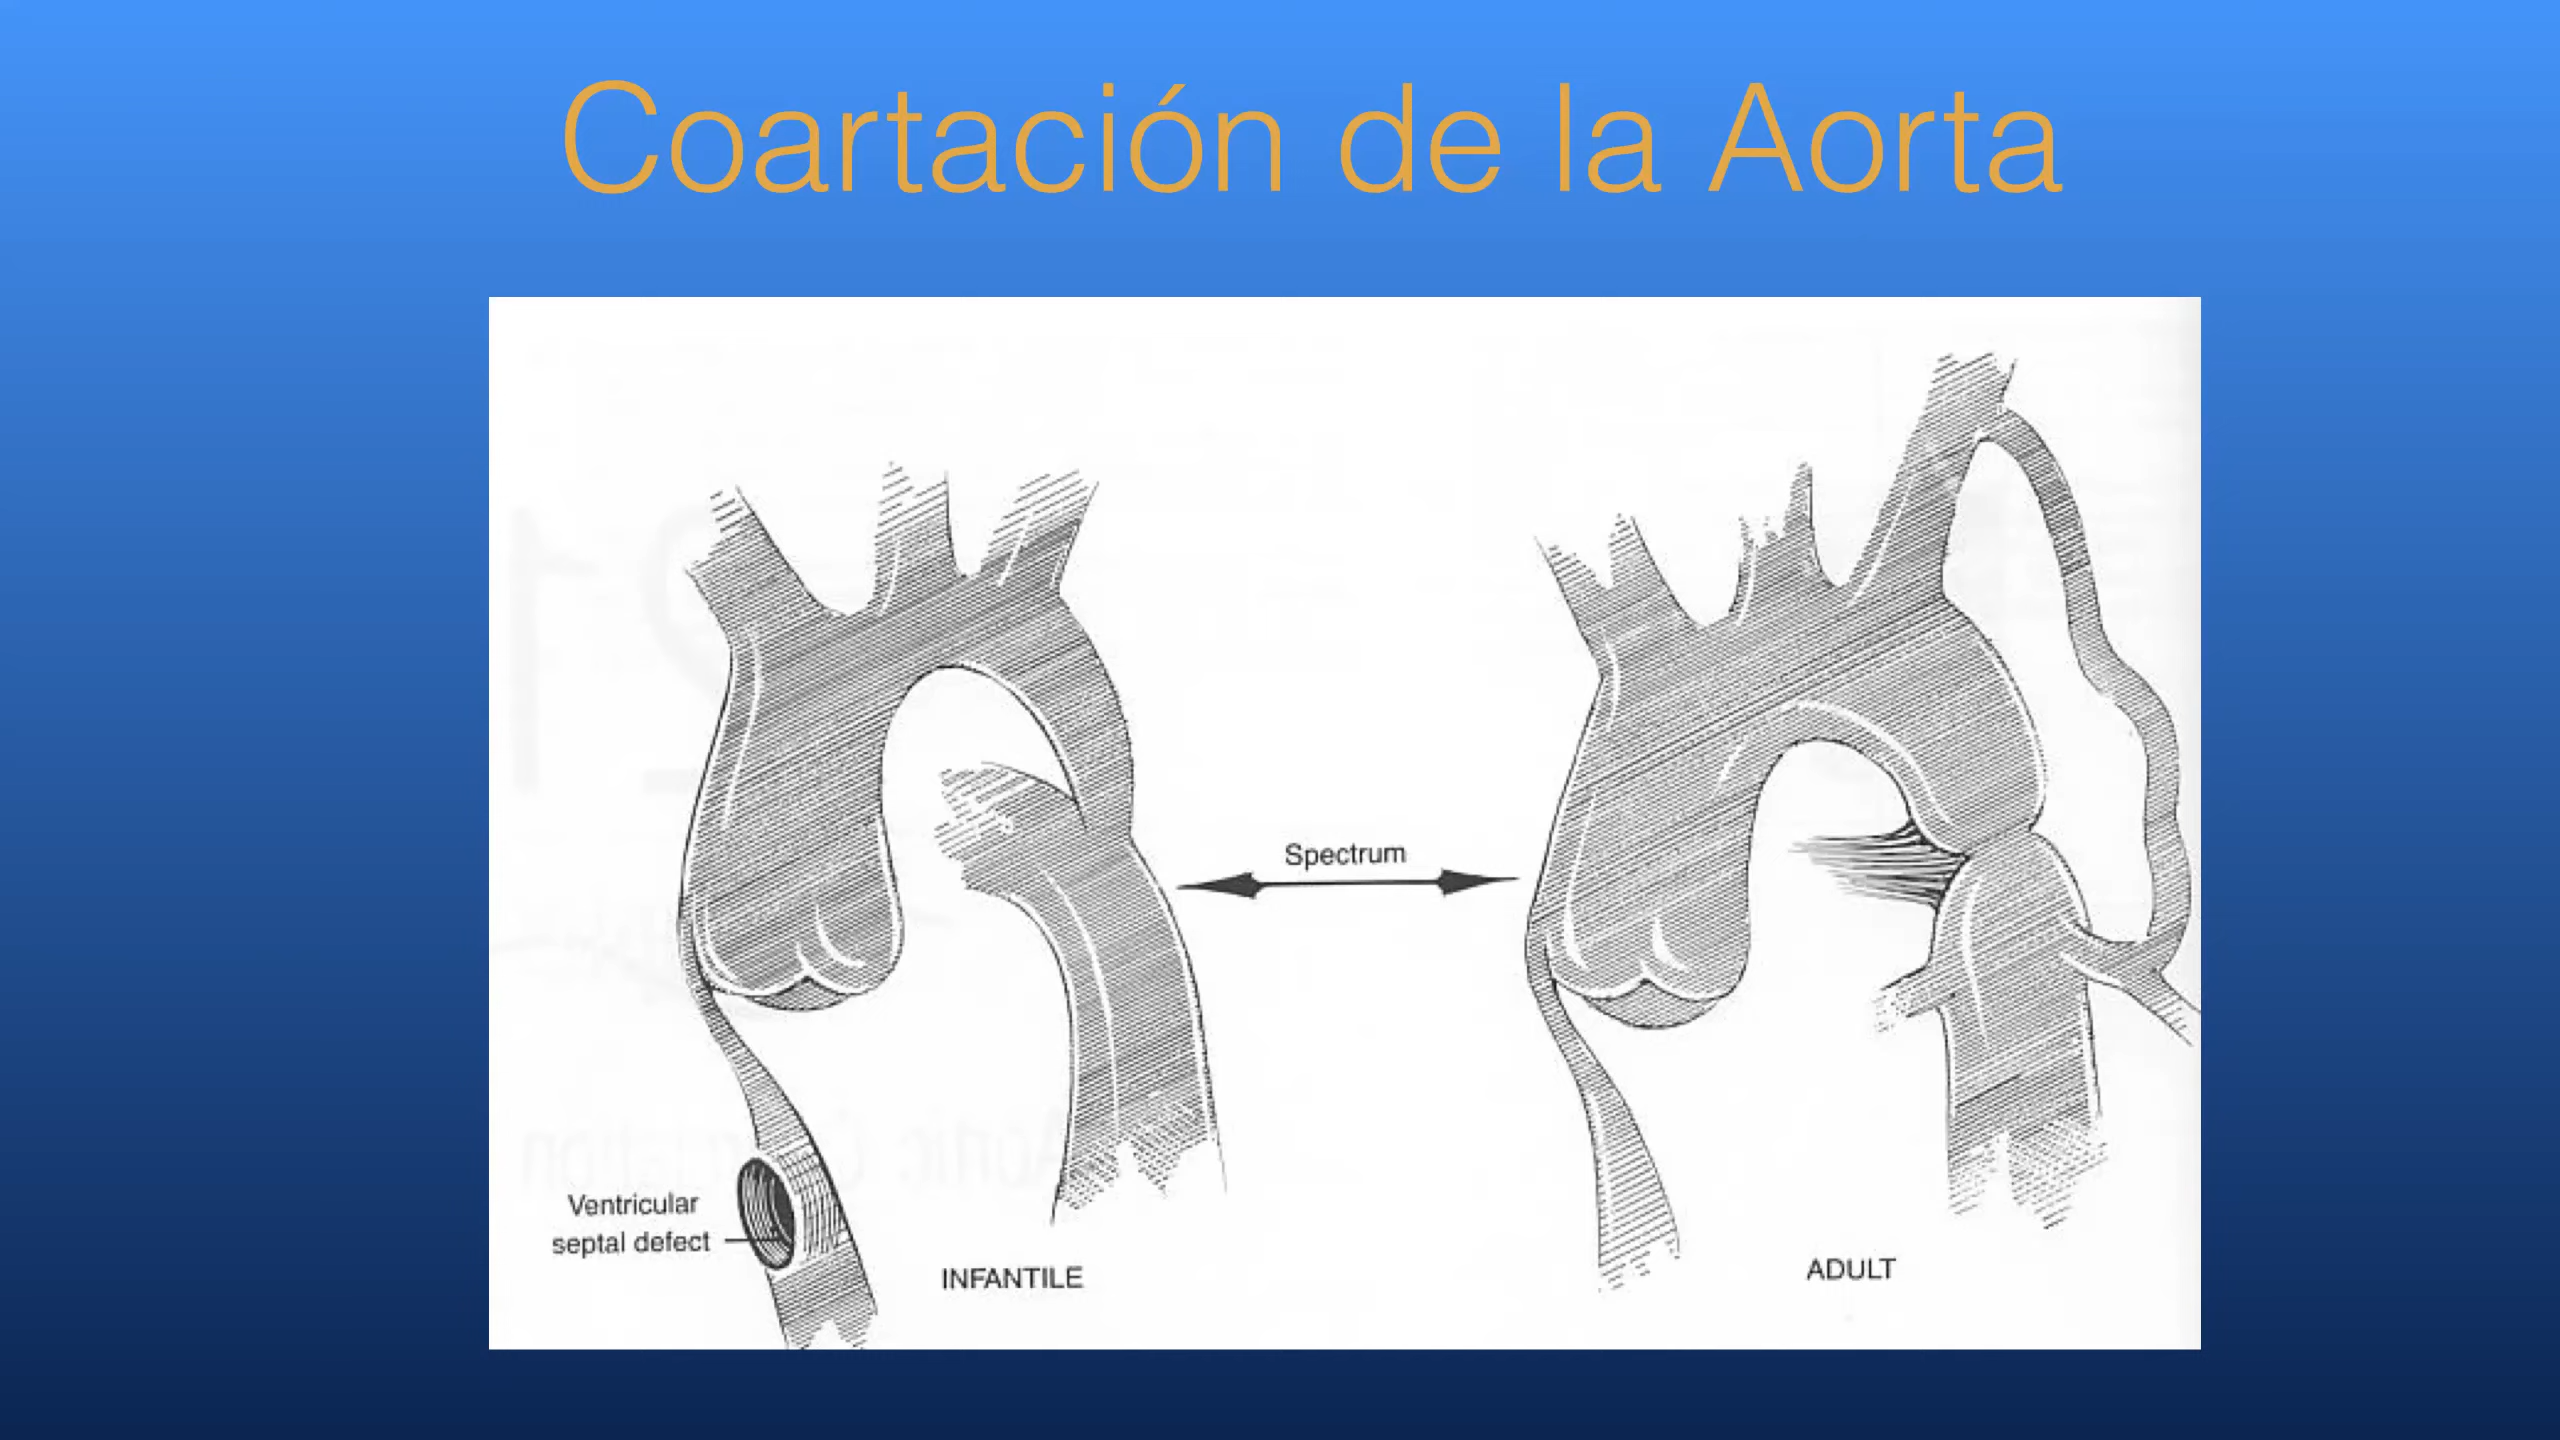 Coartación de la Aorta
Spectrum
Ventricular
septal defect
INFANTILE
ADULT